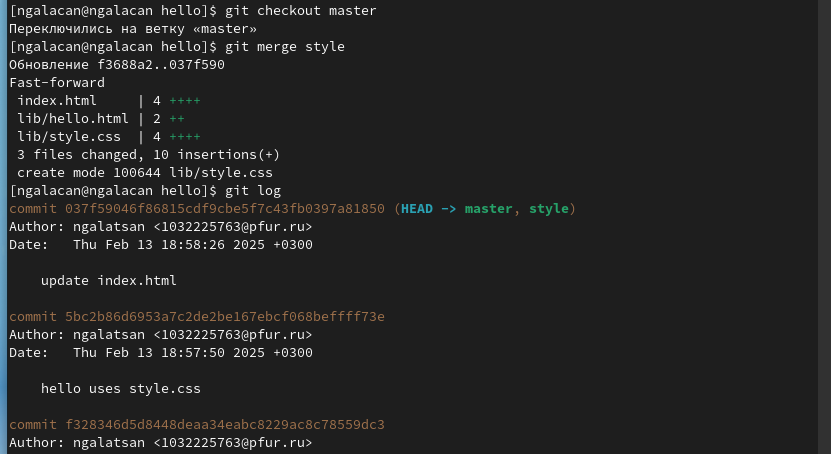 [ngalacan@ngalacan hello]$ git checkout master
Переключились на ветку «master»
[ngalacan@ngalacan hello]$ git merge style
Обновление f3688a2..037f590
Fast-forward
 index.html     | 4 ++++
 lib/hello.html | 2 ++
 lib/style.css  | 4 ++++
 3 files changed, 10 insertions(+)
 create mode 100644 lib/style.css
[ngalacan@ngalacan hello]$ git log
commit 037f59046f86815cdf9cbe5f7c43fb0397a81850 (HEAD -> master, style)
Author: ngalatsan <1032225763@pfur.ru>
Date:   Thu Feb 13 18:58:26 2025 +0300
    update index.html
commit 5bc2b86d6953a7c2de2be167ebcf068beffff73e
Author: ngalatsan <1032225763@pfur.ru>
Date:   Thu Feb 13 18:57:50 2025 +0300
    hello uses style.css
commit f328346d5d8448deaa34eabc8229ac8c78559dc3
Author: ngalatsan <1032225763@pfur.ru>